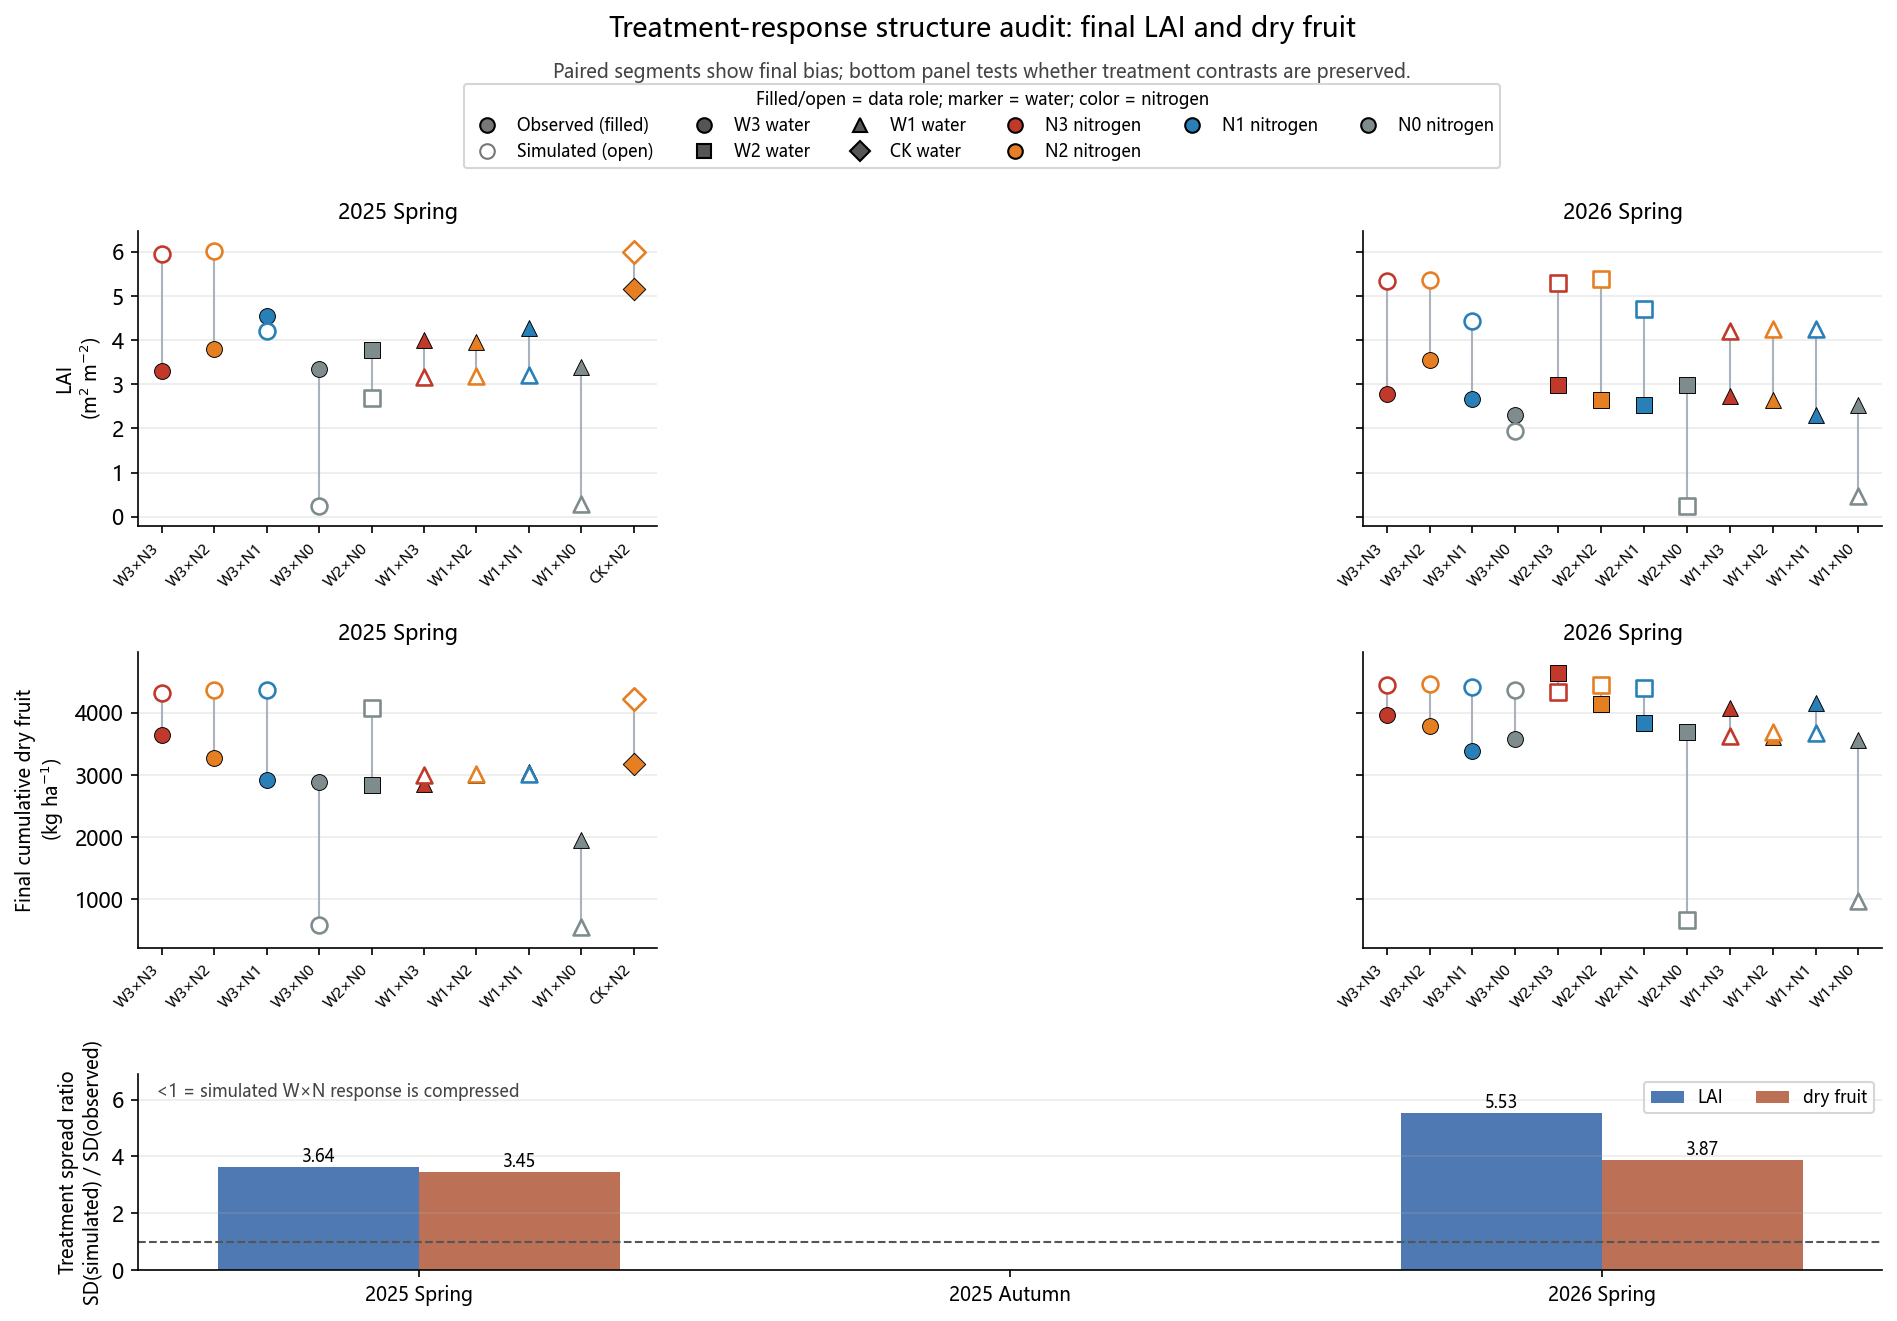 Treatment-response structure audit: final LAI and dry fruit
Paired segments show final bias; bottom panel tests whether treatment contrasts are preserved.
Filled/open = data role; marker = water; color = nitrogen
Observed (filled) W3 water W1 water N3 nitrogen N1 nitrogen N0 nitrogen
Simulated (open) W2 water CK water N2 nitrogen
2025 Spring
LAI
(m² m⁻²)
6
5
4
3
2
1
0
W3×N3 W3×N2 W3×N1 W3×N0 W2×N0 W1×N3 W1×N2 W1×N1 W1×N0 CK×N2
2026 Spring
W3×N3 W3×N2 W3×N1 W3×N0 W2×N3 W2×N2 W2×N1 W2×N0 W1×N3 W1×N2 W1×N1 W1×N0
2025 Spring
Final cumulative dry fruit
(kg ha⁻¹)
4000
3000
2000
1000
W3×N3 W3×N2 W3×N1 W3×N0 W2×N0 W1×N3 W1×N2 W1×N1 W1×N0 CK×N2
2026 Spring
W3×N3 W3×N2 W3×N1 W3×N0 W2×N3 W2×N2 W2×N1 W2×N0 W1×N3 W1×N2 W1×N1 W1×N0
Treatment spread ratio
SD(simulated) / SD(observed)
6
4
2
0
<1 = simulated W×N response is compressed
LAI dry fruit
3.64
3.45
5.53
3.87
2025 Spring 2025 Autumn 2026 Spring